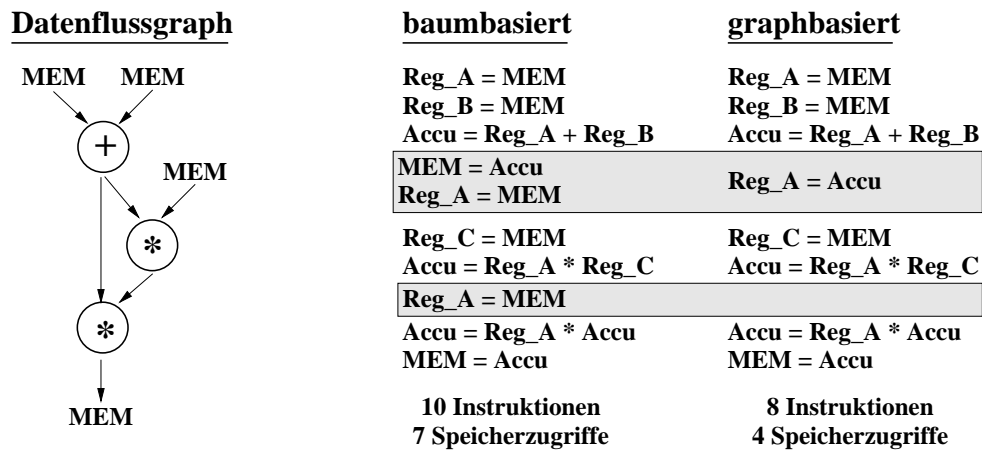 Datenflussgraph
MEM MEM
+
MEM
*
*
MEM
baumbasiert
Reg_A = MEM
Reg_B = MEM
Accu = Reg_A + Reg_B
MEM = Accu
Reg_A = MEM
Reg_C = MEM
Accu = Reg_A * Reg_C
Reg_A = MEM
Accu = Reg_A * Accu
MEM = Accu
10 Instruktionen
7 Speicherzugriffe
graphbasiert
Reg_A = MEM
Reg_B = MEM
Accu = Reg_A + Reg_B
Reg_A = Accu
Reg_C = MEM
Accu = Reg_A * Reg_C
Accu = Reg_A * Accu
MEM = Accu
8 Instruktionen
4 Speicherzugriffe